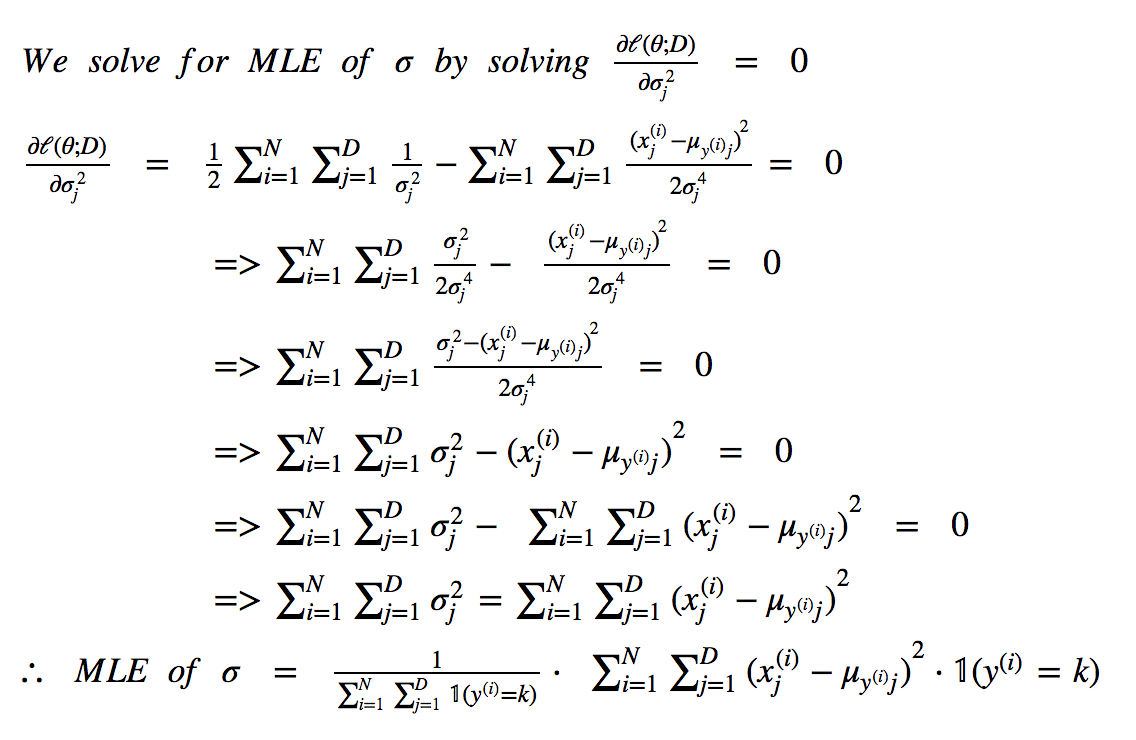 We solve for MLE of σ by solving ∂ℓ(θ;D)/∂σ_j^2 = 0
∂ℓ(θ;D)/∂σ_j^2 = 1/2 ∑_{i=1}^N ∑_{j=1}^D 1/σ_j^2 − ∑_{i=1}^N ∑_{j=1}^D (x_j^{(i)} − μ_{y^{(i)}j})^2/2σ_j^4 = 0
=> ∑_{i=1}^N ∑_{j=1}^D σ_j^2/2σ_j^4 − (x_j^{(i)} − μ_{y^{(i)}j})^2/2σ_j^4 = 0
=> ∑_{i=1}^N ∑_{j=1}^D σ_j^2−(x_j^{(i)} − μ_{y^{(i)}j})^2/2σ_j^4 = 0
=> ∑_{i=1}^N ∑_{j=1}^D σ_j^2 − (x_j^{(i)} − μ_{y^{(i)}j})^2 = 0
=> ∑_{i=1}^N ∑_{j=1}^D σ_j^2 − ∑_{i=1}^N ∑_{j=1}^D (x_j^{(i)} − μ_{y^{(i)}j})^2 = 0
=> ∑_{i=1}^N ∑_{j=1}^D σ_j^2 = ∑_{i=1}^N ∑_{j=1}^D (x_j^{(i)} − μ_{y^{(i)}j})^2
∴ MLE of σ = 1/∑_{i=1}^N ∑_{j=1}^D 𝟙(y^{(i)}=k) · ∑_{i=1}^N ∑_{j=1}^D (x_j^{(i)} − μ_{y^{(i)}j})^2 · 𝟙(y^{(i)} = k)